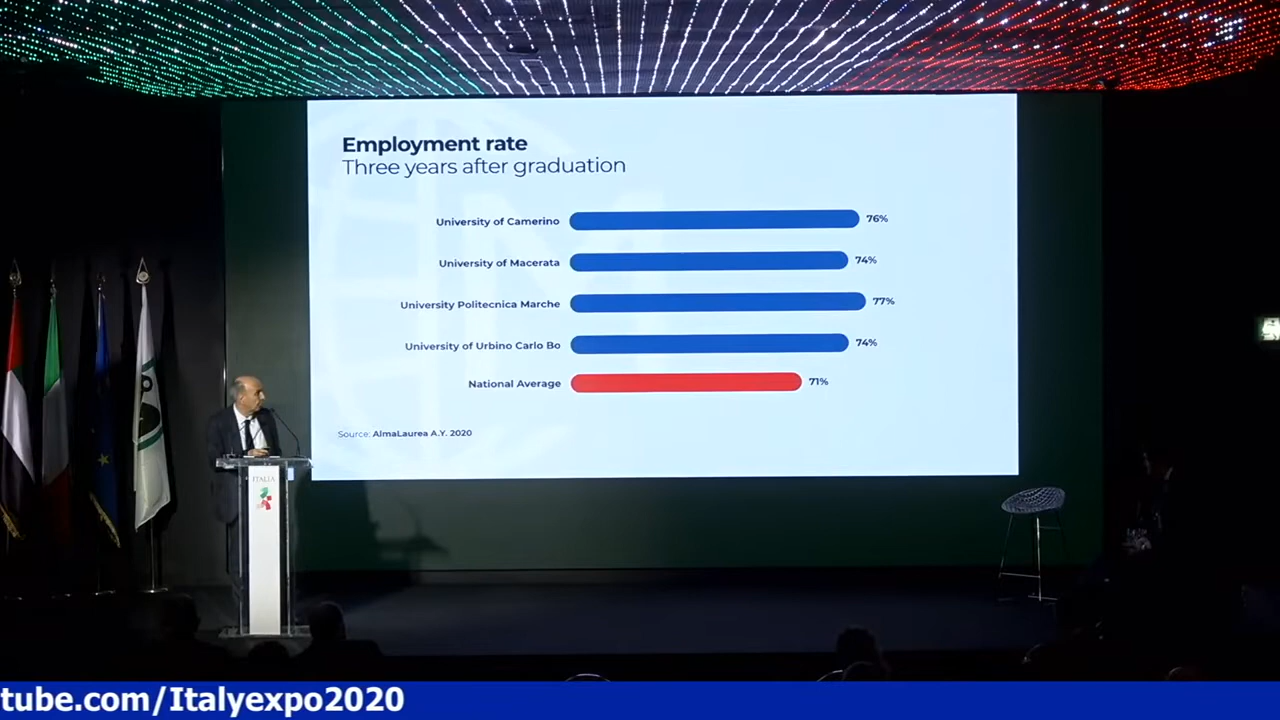 Employment rate
Three years after graduation
University of Camerino 76%
University of Macerata 74%
University Politecnica Marche 77%
University of Urbino Carlo Bo 74%
National Average 71%
Source: AlmaLaurea A.Y. 2020
ITALIA
tube.com/Italyexpo2020